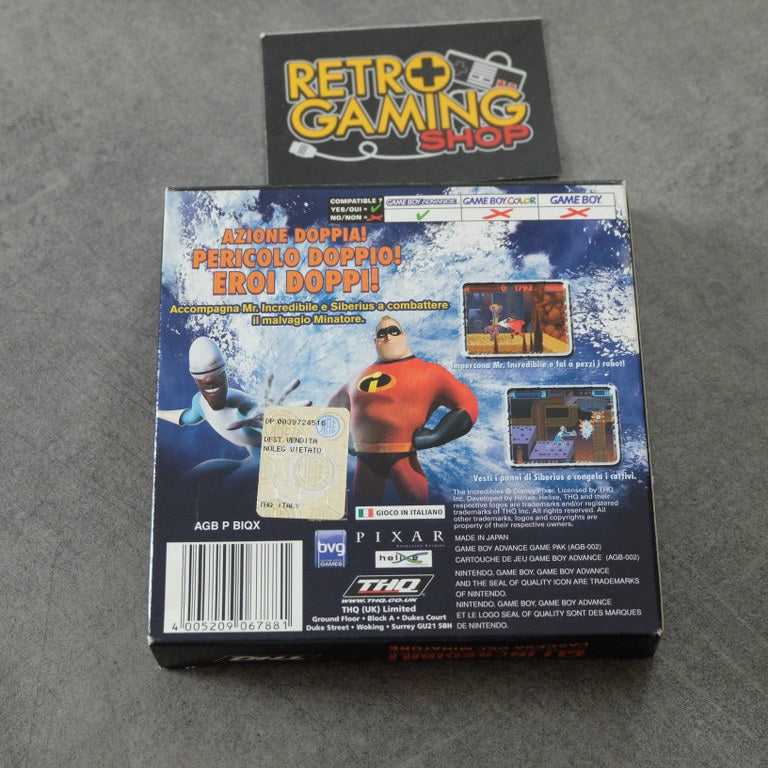 RETRO
GAMING
SHOP
COMPATIBLE ?
YES/OUI =
NO/NON =
GAME BOY ADVANCE
GAME BOY COLOR
GAME BOY
AZIONE DOPPIA!
PERICOLO DOPPIO!
EROI DOPPI!
Accompagna Mr. Incredibile e Siberius a combattere
il malvagio Minatore.
1792
Impersona Mr. Incredibile e fai a pezzi i robot!
Vesti i panni di Siberius e congela i cattivi.
DP 0039724516
DEST.VENDITA
NOLEG VIETATO
THQ ITALY
GIOCO IN ITALIANO
The Incredibles © Disney/Pixar. Licensed by THQ
Inc. Developed by Helixe. Helixe, THQ and their
respective logos are trademarks and/or registered
trademarks of THQ Inc. All rights reserved. All
other trademarks, logos and copyrights are
property of their respective owners.
AGB P BIQX
bvg
GAMES
PIXAR
ANIMATION STUDIOS
helixe
THQ
WWW.THQ.CO.UK
THQ (UK) Limited
Ground Floor • Block A • Dukes Court
Duke Street • Woking • Surrey GU21 5BH
MADE IN JAPAN
GAME BOY ADVANCE GAME PAK (AGB-002)
CARTOUCHE DE JEU GAME BOY ADVANCE (AGB-002)
NINTENDO, GAME BOY, GAME BOY ADVANCE
AND THE SEAL OF QUALITY ICON ARE TRADEMARKS
OF NINTENDO.
NINTENDO, GAME BOY, GAME BOY ADVANCE
ET LE LOGO SEAL OF QUALITY SONT DES MARQUES
DE NINTENDO.
4 005209 067881
THQ